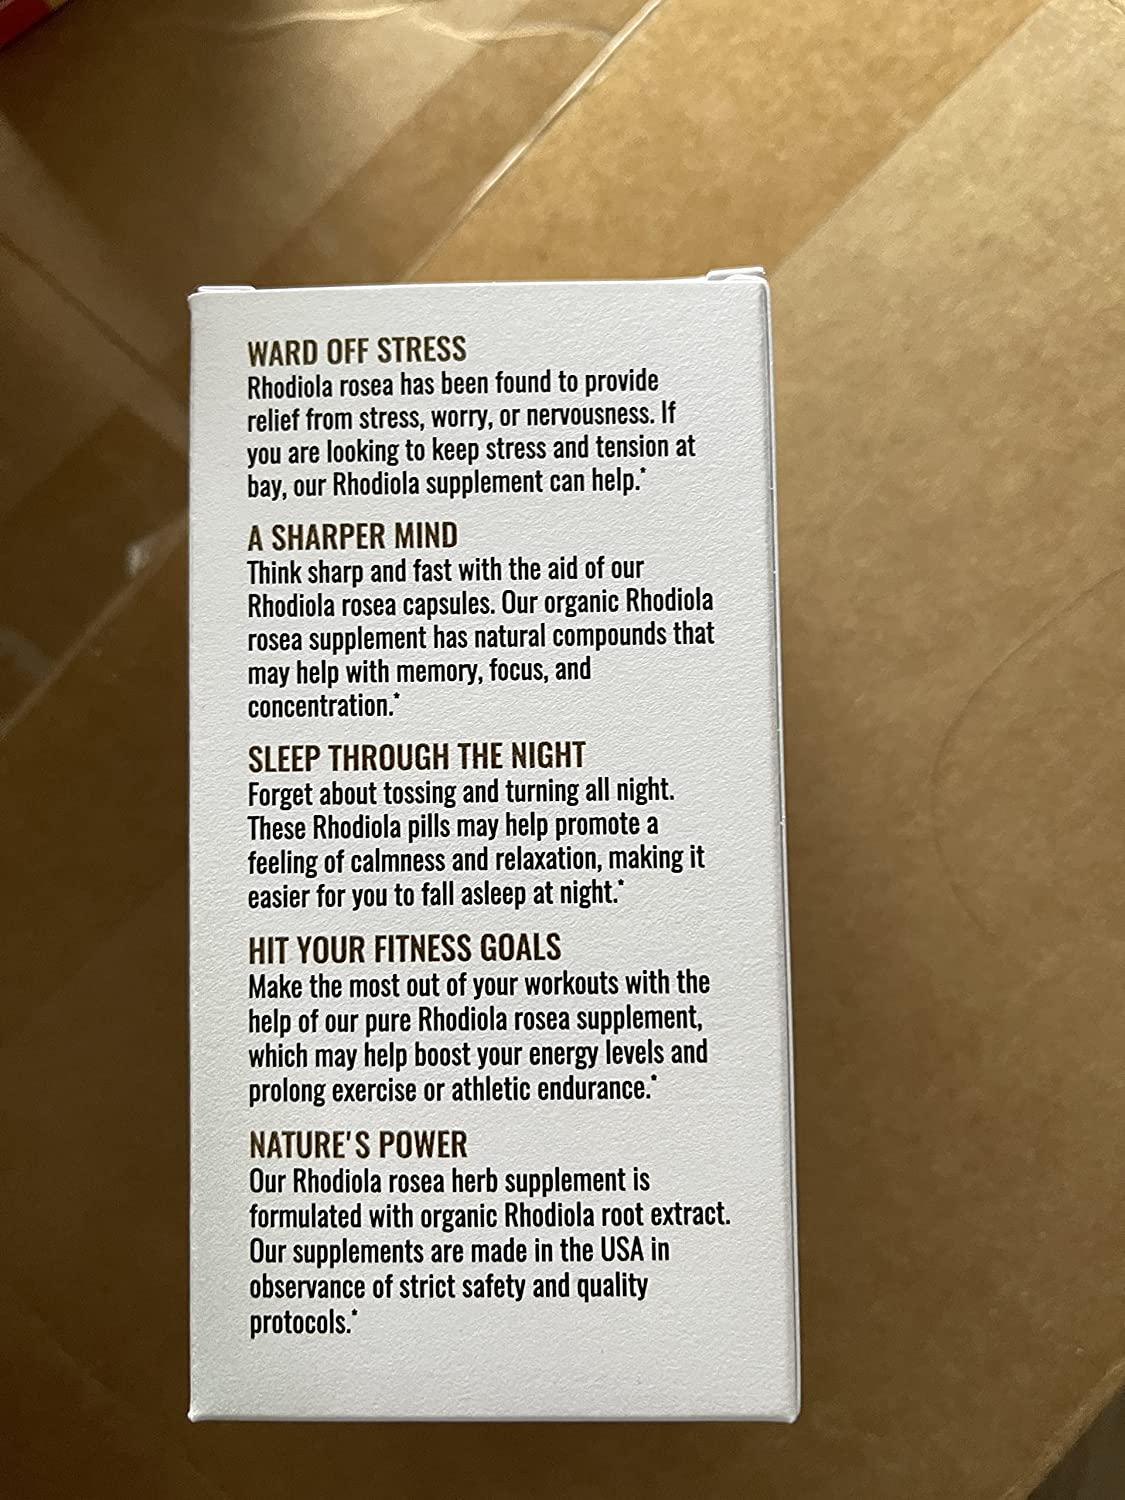 WARD OFF STRESS
Rhodiola rosea has been found to provide
relief from stress, worry, or nervousness. If
you are looking to keep stress and tension at
bay, our Rhodiola supplement can help.*
A SHARPER MIND
Think sharp and fast with the aid of our
Rhodiola rosea capsules. Our organic Rhodiola
rosea supplement has natural compounds that
may help with memory, focus, and
concentration.*
SLEEP THROUGH THE NIGHT
Forget about tossing and turning all night.
These Rhodiola pills may help promote a
feeling of calmness and relaxation, making it
easier for you to fall asleep at night.*
HIT YOUR FITNESS GOALS
Make the most out of your workouts with the
help of our pure Rhodiola rosea supplement,
which may help boost your energy levels and
prolong exercise or athletic endurance.*
NATURE'S POWER
Our Rhodiola rosea herb supplement is
formulated with organic Rhodiola root extract.
Our supplements are made in the USA in
observance of strict safety and quality
protocols.*